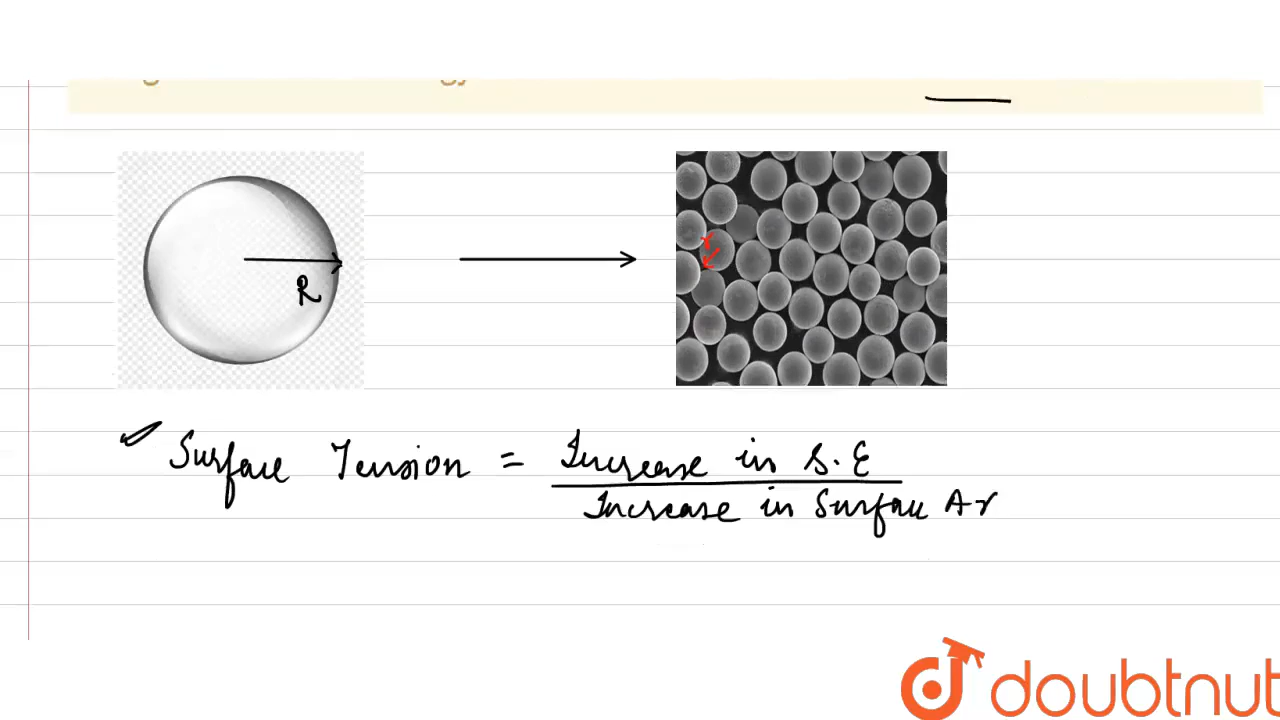 R
r
Surface Tension = Increase in S.E
Increase in Surface Ar
doubtnut